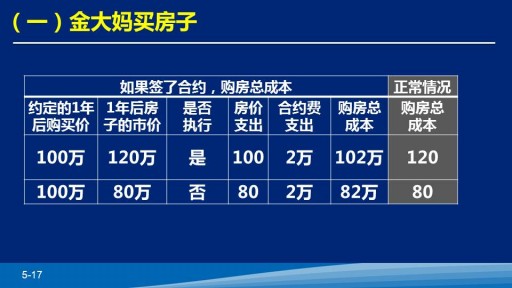 （一）金大妈买房子
如果签了合约，购房总成本 正常情况
约定的1年后购买价 1年后房子的市价 是否执行 房价支出 合约费支出 购房总成本 购房总成本
100万 120万 是 100 2万 102万 120
100万 80万 否 80 2万 82万 80
5-17